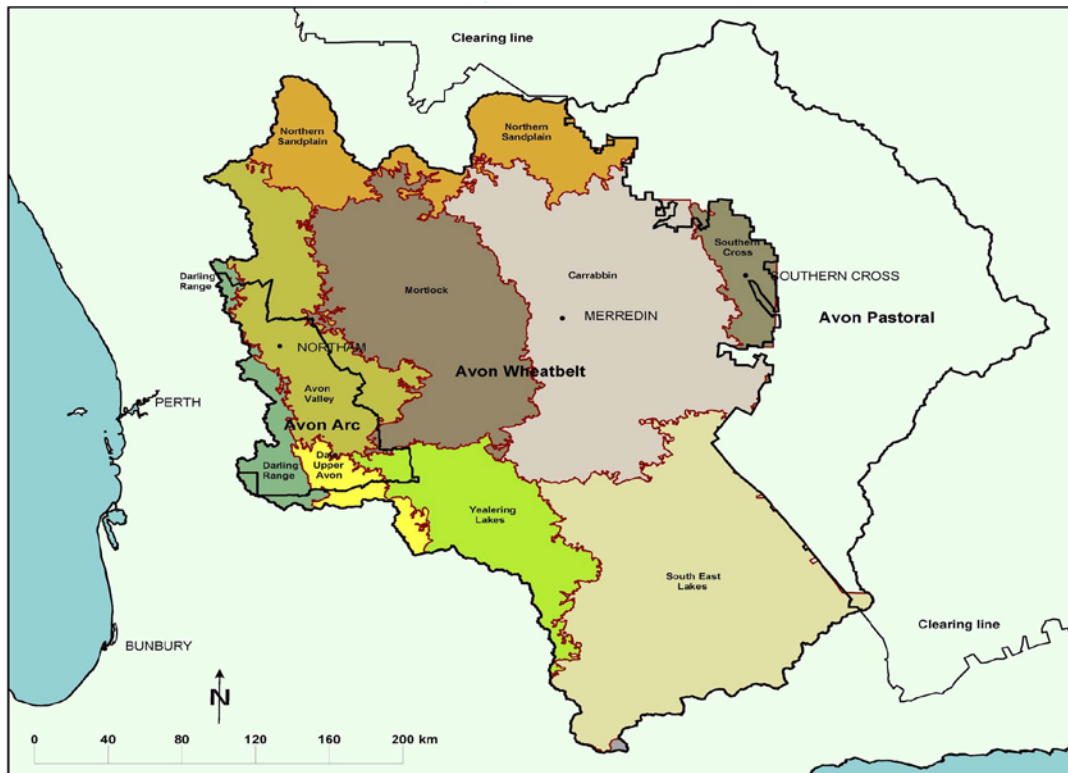 Clearing line
Northern
Sandplain
Northern
Sandplain
Darling
Range
Mortlock
Carrabbin
Southern
Cross
SOUTHERN CROSS
MERREDIN
Avon Pastoral
NORTHAM
Avon Wheatbelt
PERTH
Avon
Valley
Avon Arc
Upper
Avon
Darling
Range
Yealering
Lakes
South East
Lakes
Clearing line
BUNBURY
N
0 40 80 120 160 200 km